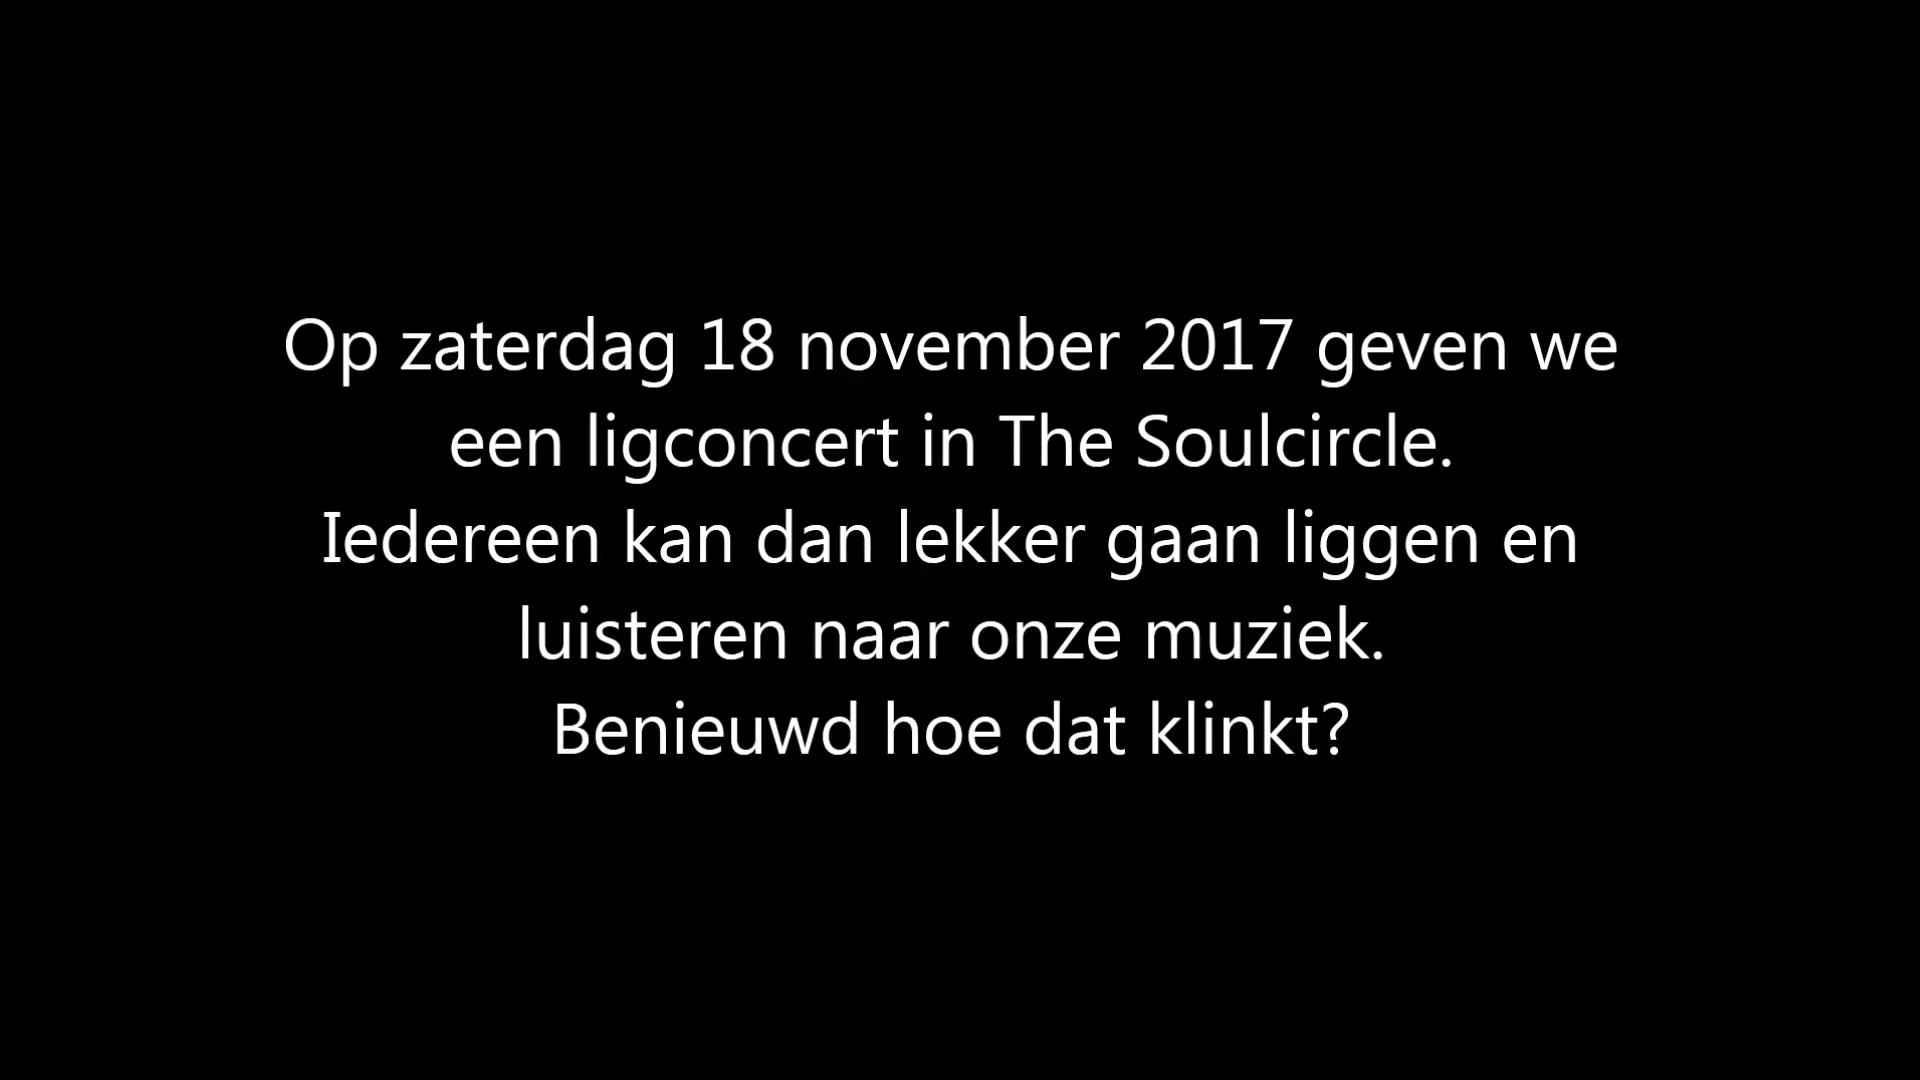 Op zaterdag 18 november 2017 geven we
een ligconcert in The Soulcircle.
Iedereen kan dan lekker gaan liggen en
luisteren naar onze muziek.
Benieuwd hoe dat klinkt?